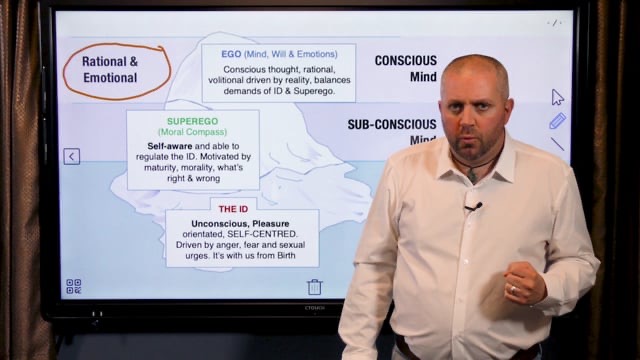 Rational &
Emotional
EGO (Mind, Will & Emotions)
Conscious thought, rational,
volitional driven by reality, balances
demands of ID & Superego.
CONSCIOUS
Mind
SUPEREGO
(Moral Compass)
Self-aware and able to
regulate the ID. Motivated by
maturity, morality, what's
right & wrong
SUB-CONSCIOUS
Mind
THE ID
Unconscious, Pleasure
orientated, SELF-CENTRED.
Driven by anger, fear and sexual
urges. It's with us from Birth
CTOUCH